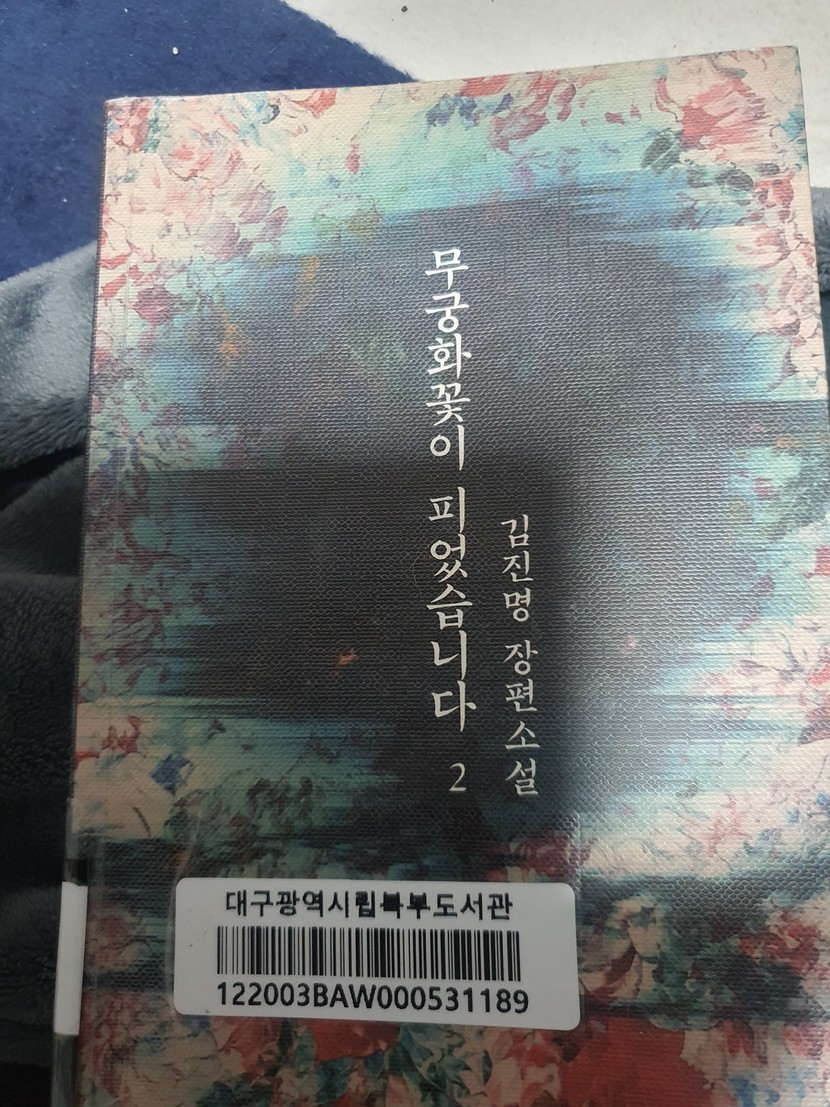 무궁화꽃이 피었습니다 2
김진명 장편소설
대구광역시립북부도서관
122003BAW000531189